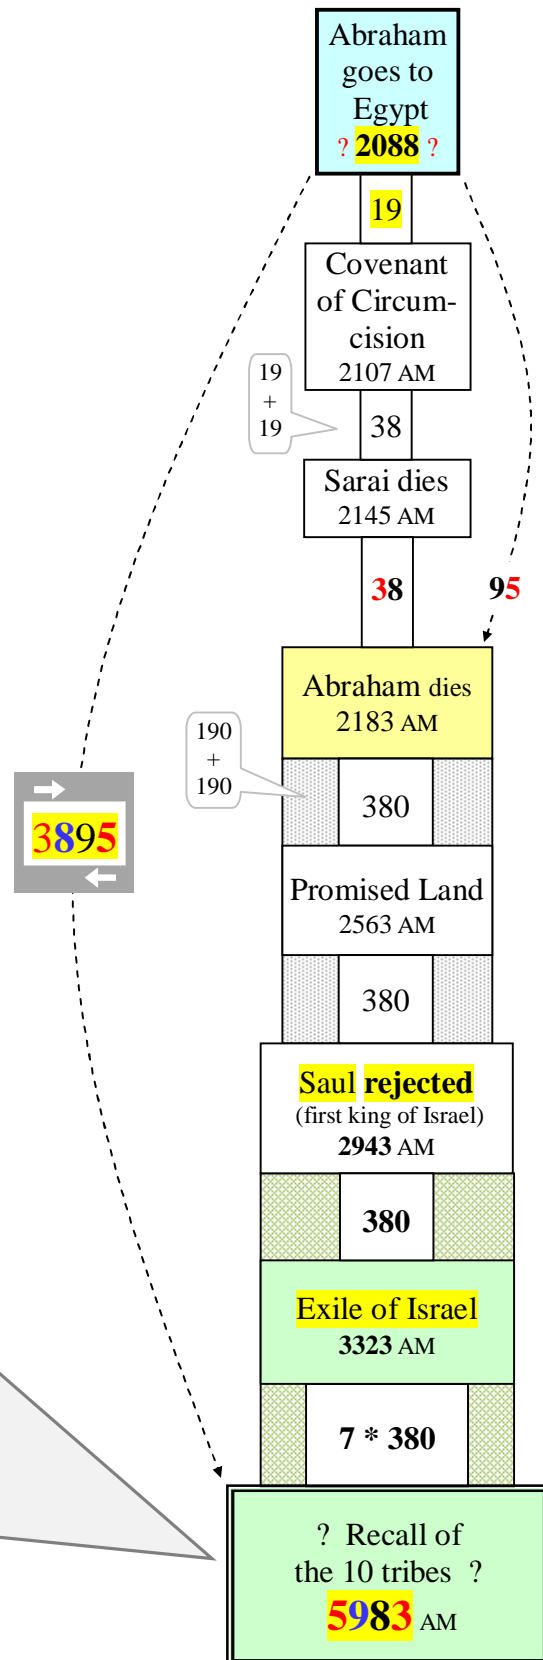 Abraham
goes to
Egypt
? 2088 ?
19
Covenant
of Circum-
cision
2107 AM
19
+
19
38
Sarai dies
2145 AM
38
95
Abraham dies
2183 AM
190
+
190
380
3895
Promised Land
2563 AM
380
Saul rejected
(first king of Israel)
2943 AM
380
Exile of Israel
3323 AM
7 * 380
? Recall of
the 10 tribes ?
5983 AM